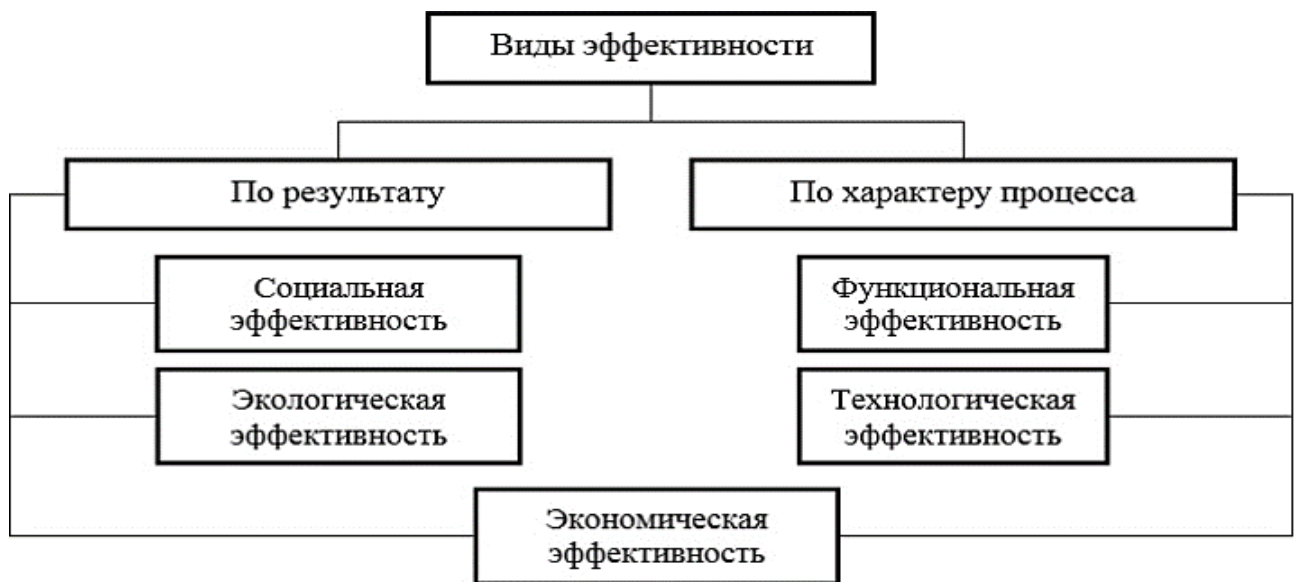 Виды эффективности
По результату
По характеру процесса
Социальная
эффективность
Функциональная
эффективность
Экологическая
эффективность
Технологическая
эффективность
Экономическая
эффективность